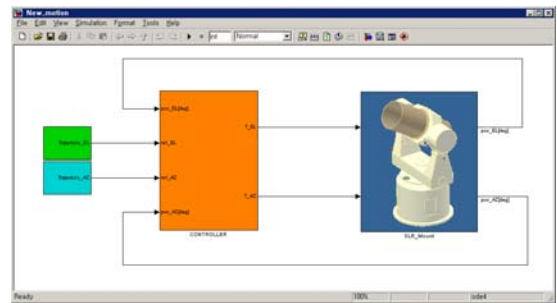 New_motion
File Edit View Simulation Format Tools Help
Normal
pos_EL[deg]
T_EL
pos_EL[deg]
Trajectory_EL
ref_EL
Trajectory_AZ
ref_AZ
T_AZ
pos_AZ[deg]
pos_AZ[deg]
CONTROLLER
SLR_Mount
Ready
100%
ode4